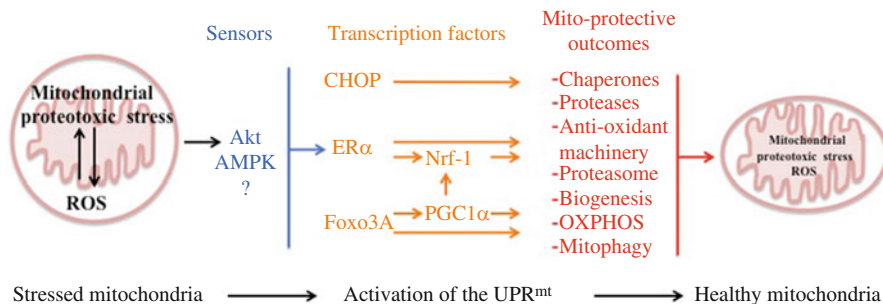 Sensors
Transcription factors
Mito-protective
outcomes
Mitochondrial
proteotoxic stress
ROS
Akt
AMPK
?
CHOP
ERα
Nrf-1
PGC1α
Foxo3A
-Chaperones
-Proteases
-Anti-oxidant
machinery
-Proteasome
-Biogenesis
-OXPHOS
-Mitophagy
Mitochondrial
proteotoxic stress
ROS
Stressed mitochondria
Activation of the UPRᵐᵗ
Healthy mitochondria